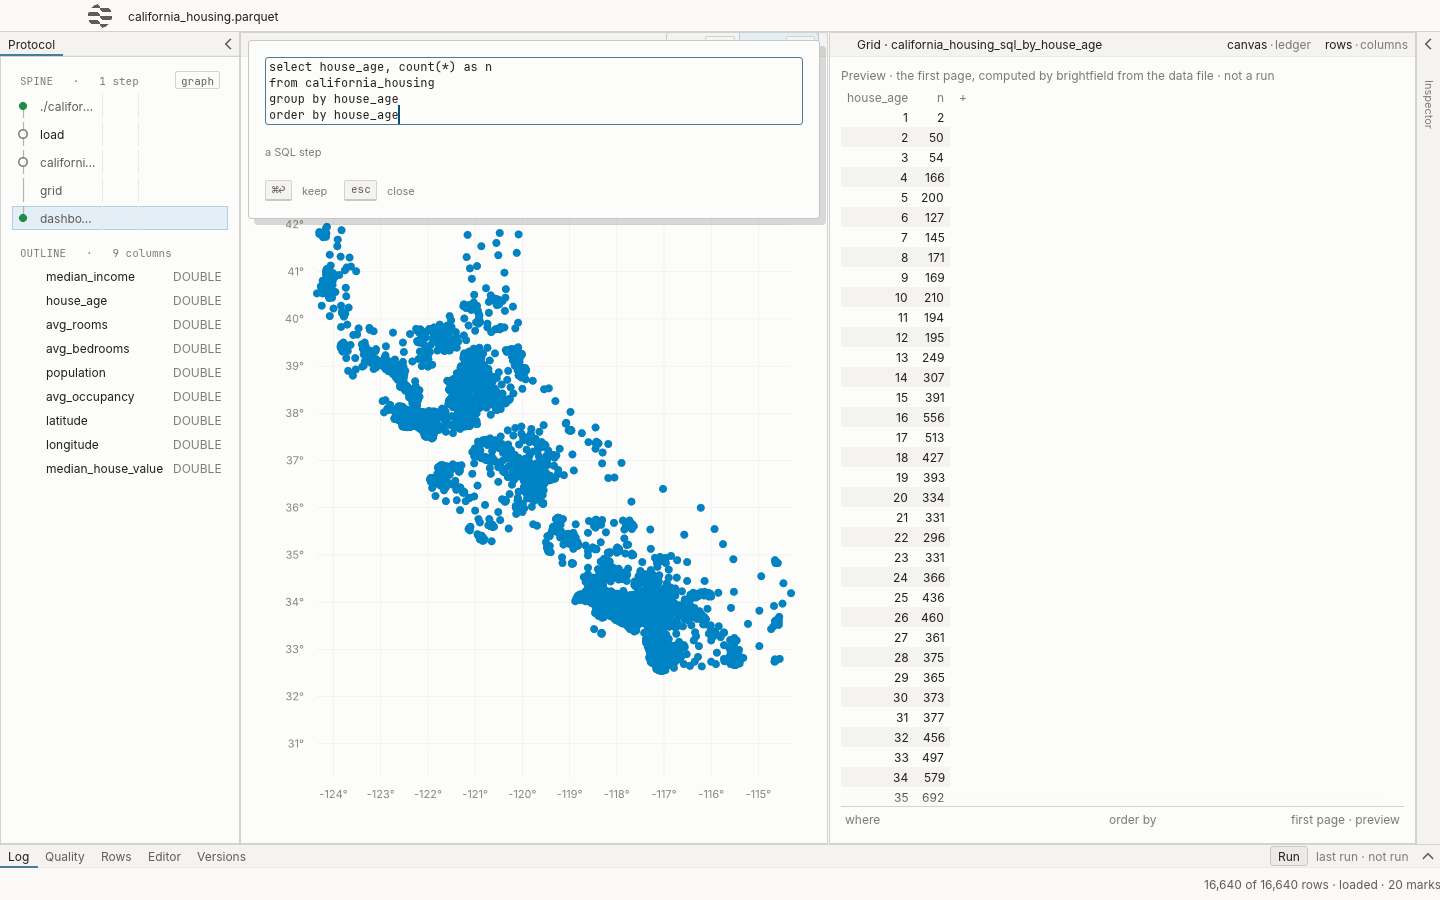 california_housing.parquet
Protocol
SPINE · 1 step graph
./califor...
load
californi...
grid
dashbo...
OUTLINE · 9 columns
median_income DOUBLE
house_age DOUBLE
avg_rooms DOUBLE
avg_bedrooms DOUBLE
population DOUBLE
avg_occupancy DOUBLE
latitude DOUBLE
longitude DOUBLE
median_house_value DOUBLE
select house_age, count(*) as n
from california_housing
group by house_age
order by house_age
a SQL step
⌘↩ keep esc close
42°
41°
40°
39°
38°
37°
36°
35°
34°
33°
32°
31°
-124° -123° -122° -121° -120° -119° -118° -117° -116° -115°
Grid · california_housing_sql_by_house_age canvas · ledger rows · columns
Preview · the first page, computed by brightfield from the data file · not a run
house_age n +
1 2
2 50
3 54
4 166
5 200
6 127
7 145
8 171
9 169
10 210
11 194
12 195
13 249
14 307
15 391
16 556
17 513
18 427
19 393
20 334
21 331
22 296
23 331
24 366
25 436
26 460
27 361
28 375
29 365
30 373
31 377
32 456
33 497
34 579
35 692
where order by first page · preview
Inspector
Log Quality Rows Editor Versions Run last run · not run
16,640 of 16,640 rows · loaded · 20 marks